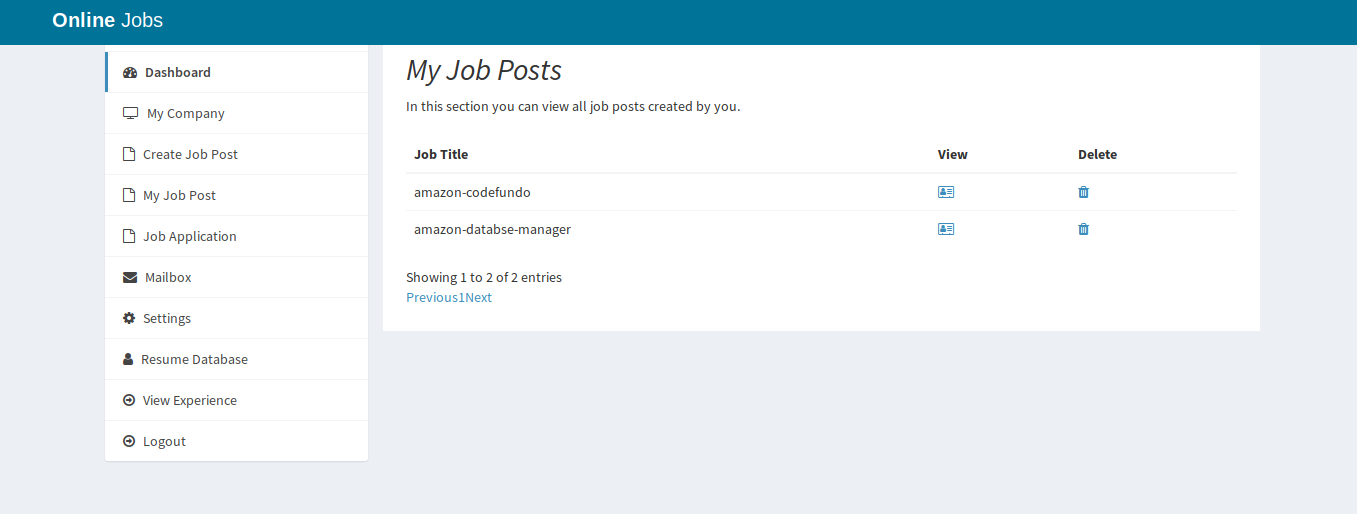 Online Jobs
Dashboard
My Company
Create Job Post
My Job Post
Job Application
Mailbox
Settings
Resume Database
View Experience
Logout
My Job Posts
In this section you can view all job posts created by you.
Job Title View Delete
amazon-codefundo
amazon-databse-manager
Showing 1 to 2 of 2 entries
Previous1Next